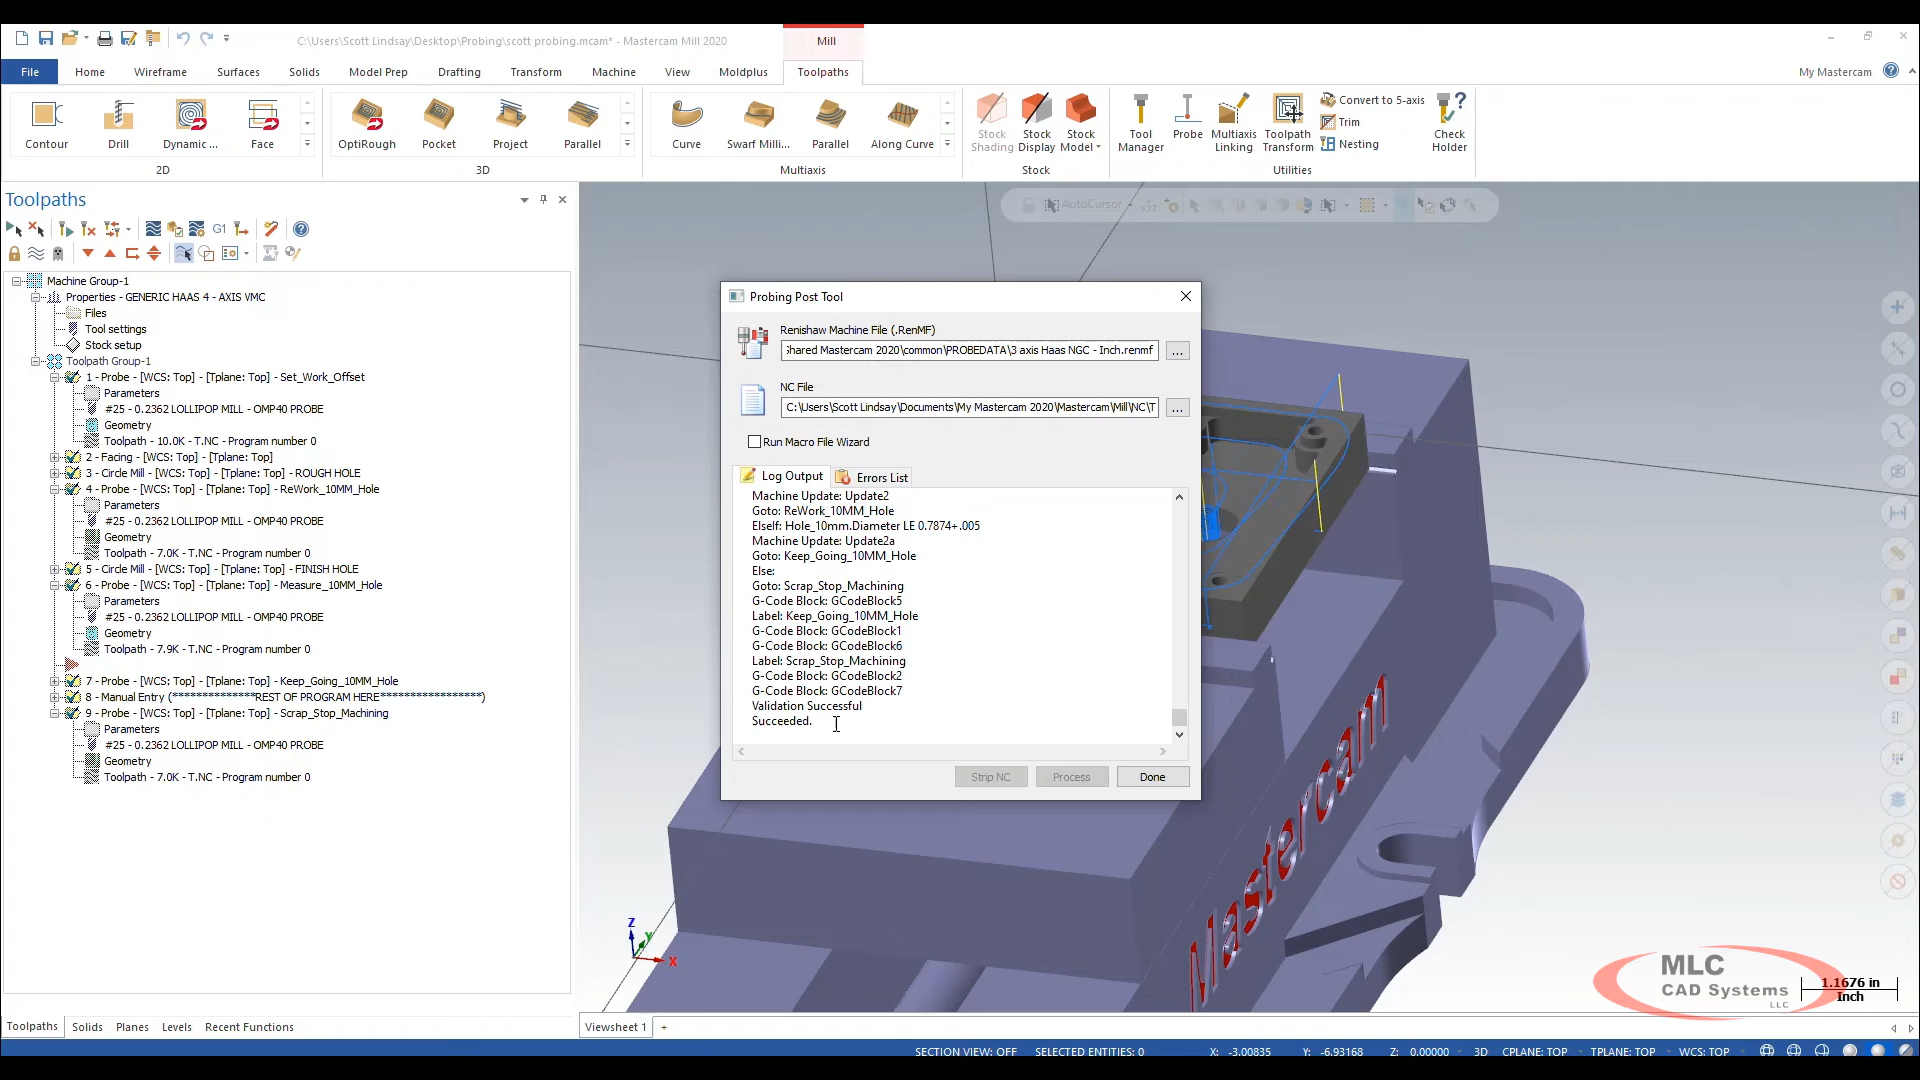 C:\Users\Scott Lindsay\Desktop\Probing\scott probing.mcam* - Mastercam Mill 2020
Mill
File Home Wireframe Surfaces Solids Model Prep Drafting Transform Machine View Moldplus Toolpaths
My Mastercam
Contour Drill Dynamic ... Face
2D
OptiRough Pocket Project Parallel
3D
Curve Swarf Milli... Parallel Along Curve
Multiaxis
Stock Shading
Stock Display
Stock Model
Stock
Tool Manager
Probe
Multiaxis Linking
Toolpath Transform
Convert to 5-axis
Trim
Nesting
Check Holder
Utilities
Toolpaths
G1
Machine Group-1
Properties - GENERIC HAAS 4 - AXIS VMC
Files
Tool settings
Stock setup
Toolpath Group-1
1 - Probe - [WCS: Top] - [Tplane: Top] - Set_Work_Offset
Parameters
#25 - 0.2362 LOLLIPOP MILL - OMP40 PROBE
Geometry
Toolpath - 10.0K - T.NC - Program number 0
2 - Facing - [WCS: Top] - [Tplane: Top]
3 - Circle Mill - [WCS: Top] - [Tplane: Top] - ROUGH HOLE
4 - Probe - [WCS: Top] - [Tplane: Top] - ReWork_10MM_Hole
Parameters
#25 - 0.2362 LOLLIPOP MILL - OMP40 PROBE
Geometry
Toolpath - 7.0K - T.NC - Program number 0
5 - Circle Mill - [WCS: Top] - [Tplane: Top] - FINISH HOLE
6 - Probe - [WCS: Top] - [Tplane: Top] - Measure_10MM_Hole
Parameters
#25 - 0.2362 LOLLIPOP MILL - OMP40 PROBE
Geometry
Toolpath - 7.9K - T.NC - Program number 0
7 - Probe - [WCS: Top] - [Tplane: Top] - Keep_Going_10MM_Hole
8 - Manual Entry (**************REST OF PROGRAM HERE*****************)
9 - Probe - [WCS: Top] - [Tplane: Top] - Scrap_Stop_Machining
Parameters
#25 - 0.2362 LOLLIPOP MILL - OMP40 PROBE
Geometry
Toolpath - 7.0K - T.NC - Program number 0
Toolpaths Solids Planes Levels Recent Functions
AutoCursor
Probing Post Tool
Renishaw Machine File (.RenMF)
hared Mastercam 2020\common\PROBEDATA\3 axis Haas NGC - Inch.renmf
...
NC File
C:\Users\Scott Lindsay\Documents\My Mastercam 2020\Mastercam\Mill\NC\T
...
Run Macro File Wizard
Log Output Errors List
Machine Update: Update2
Goto: ReWork_10MM_Hole
ElseIf: Hole_10mm.Diameter LE 0.7874+.005
Machine Update: Update2a
Goto: Keep_Going_10MM_Hole
Else:
Goto: Scrap_Stop_Machining
G-Code Block: GCodeBlock5
Label: Keep_Going_10MM_Hole
G-Code Block: GCodeBlock1
G-Code Block: GCodeBlock6
Label: Scrap_Stop_Machining
G-Code Block: GCodeBlock2
G-Code Block: GCodeBlock7
Validation Successful
Succeeded.
Strip NC Process Done
Mastercam
Z
Y
X
MLC
CAD Systems
LLC
1.1676 in
Inch
Viewsheet 1 +
SECTION VIEW: OFF SELECTED ENTITIES: 0 X: -3.00835 Y: -6.93168 Z: 0.00000 3D CPLANE: TOP TPLANE: TOP WCS: TOP